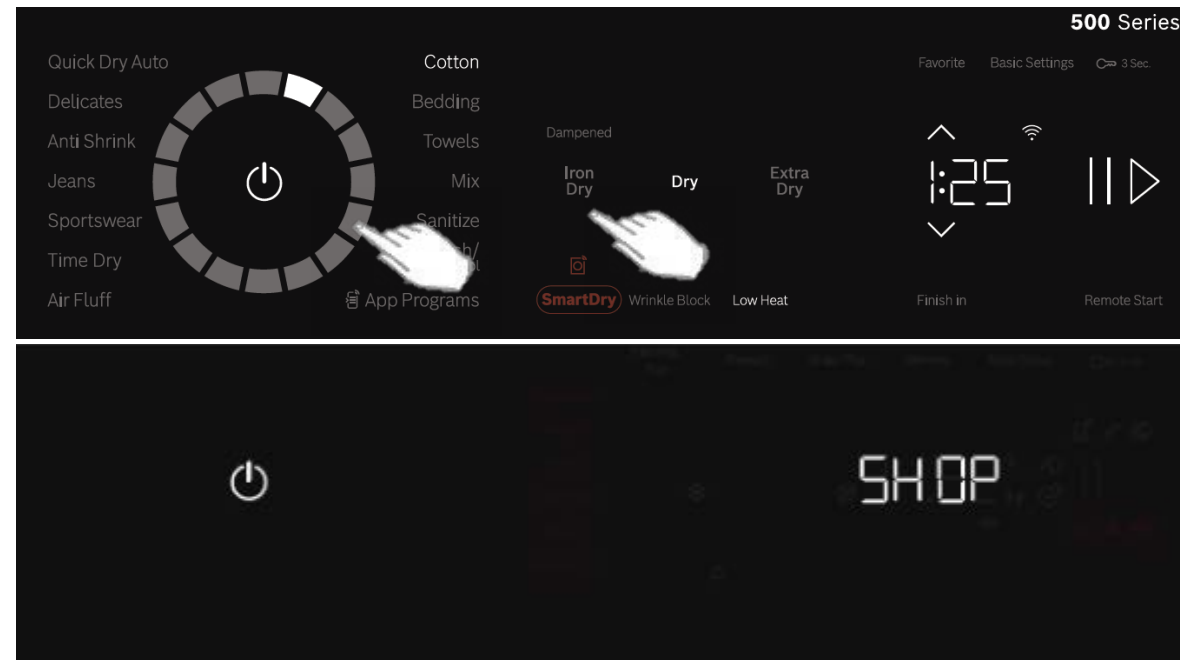 500 Series
Quick Dry Auto
Delicates
Anti Shrink
Jeans
Sportswear
Time Dry
Air Fluff
Cotton
Bedding
Towels
Mix
Sanitize
App Programs
Dampened
Iron
Dry
Dry
Extra
Dry
SmartDry
Wrinkle Block
Low Heat
Favorite
Basic Settings
3 Sec.
1:25
Finish in
Remote Start
SHOP